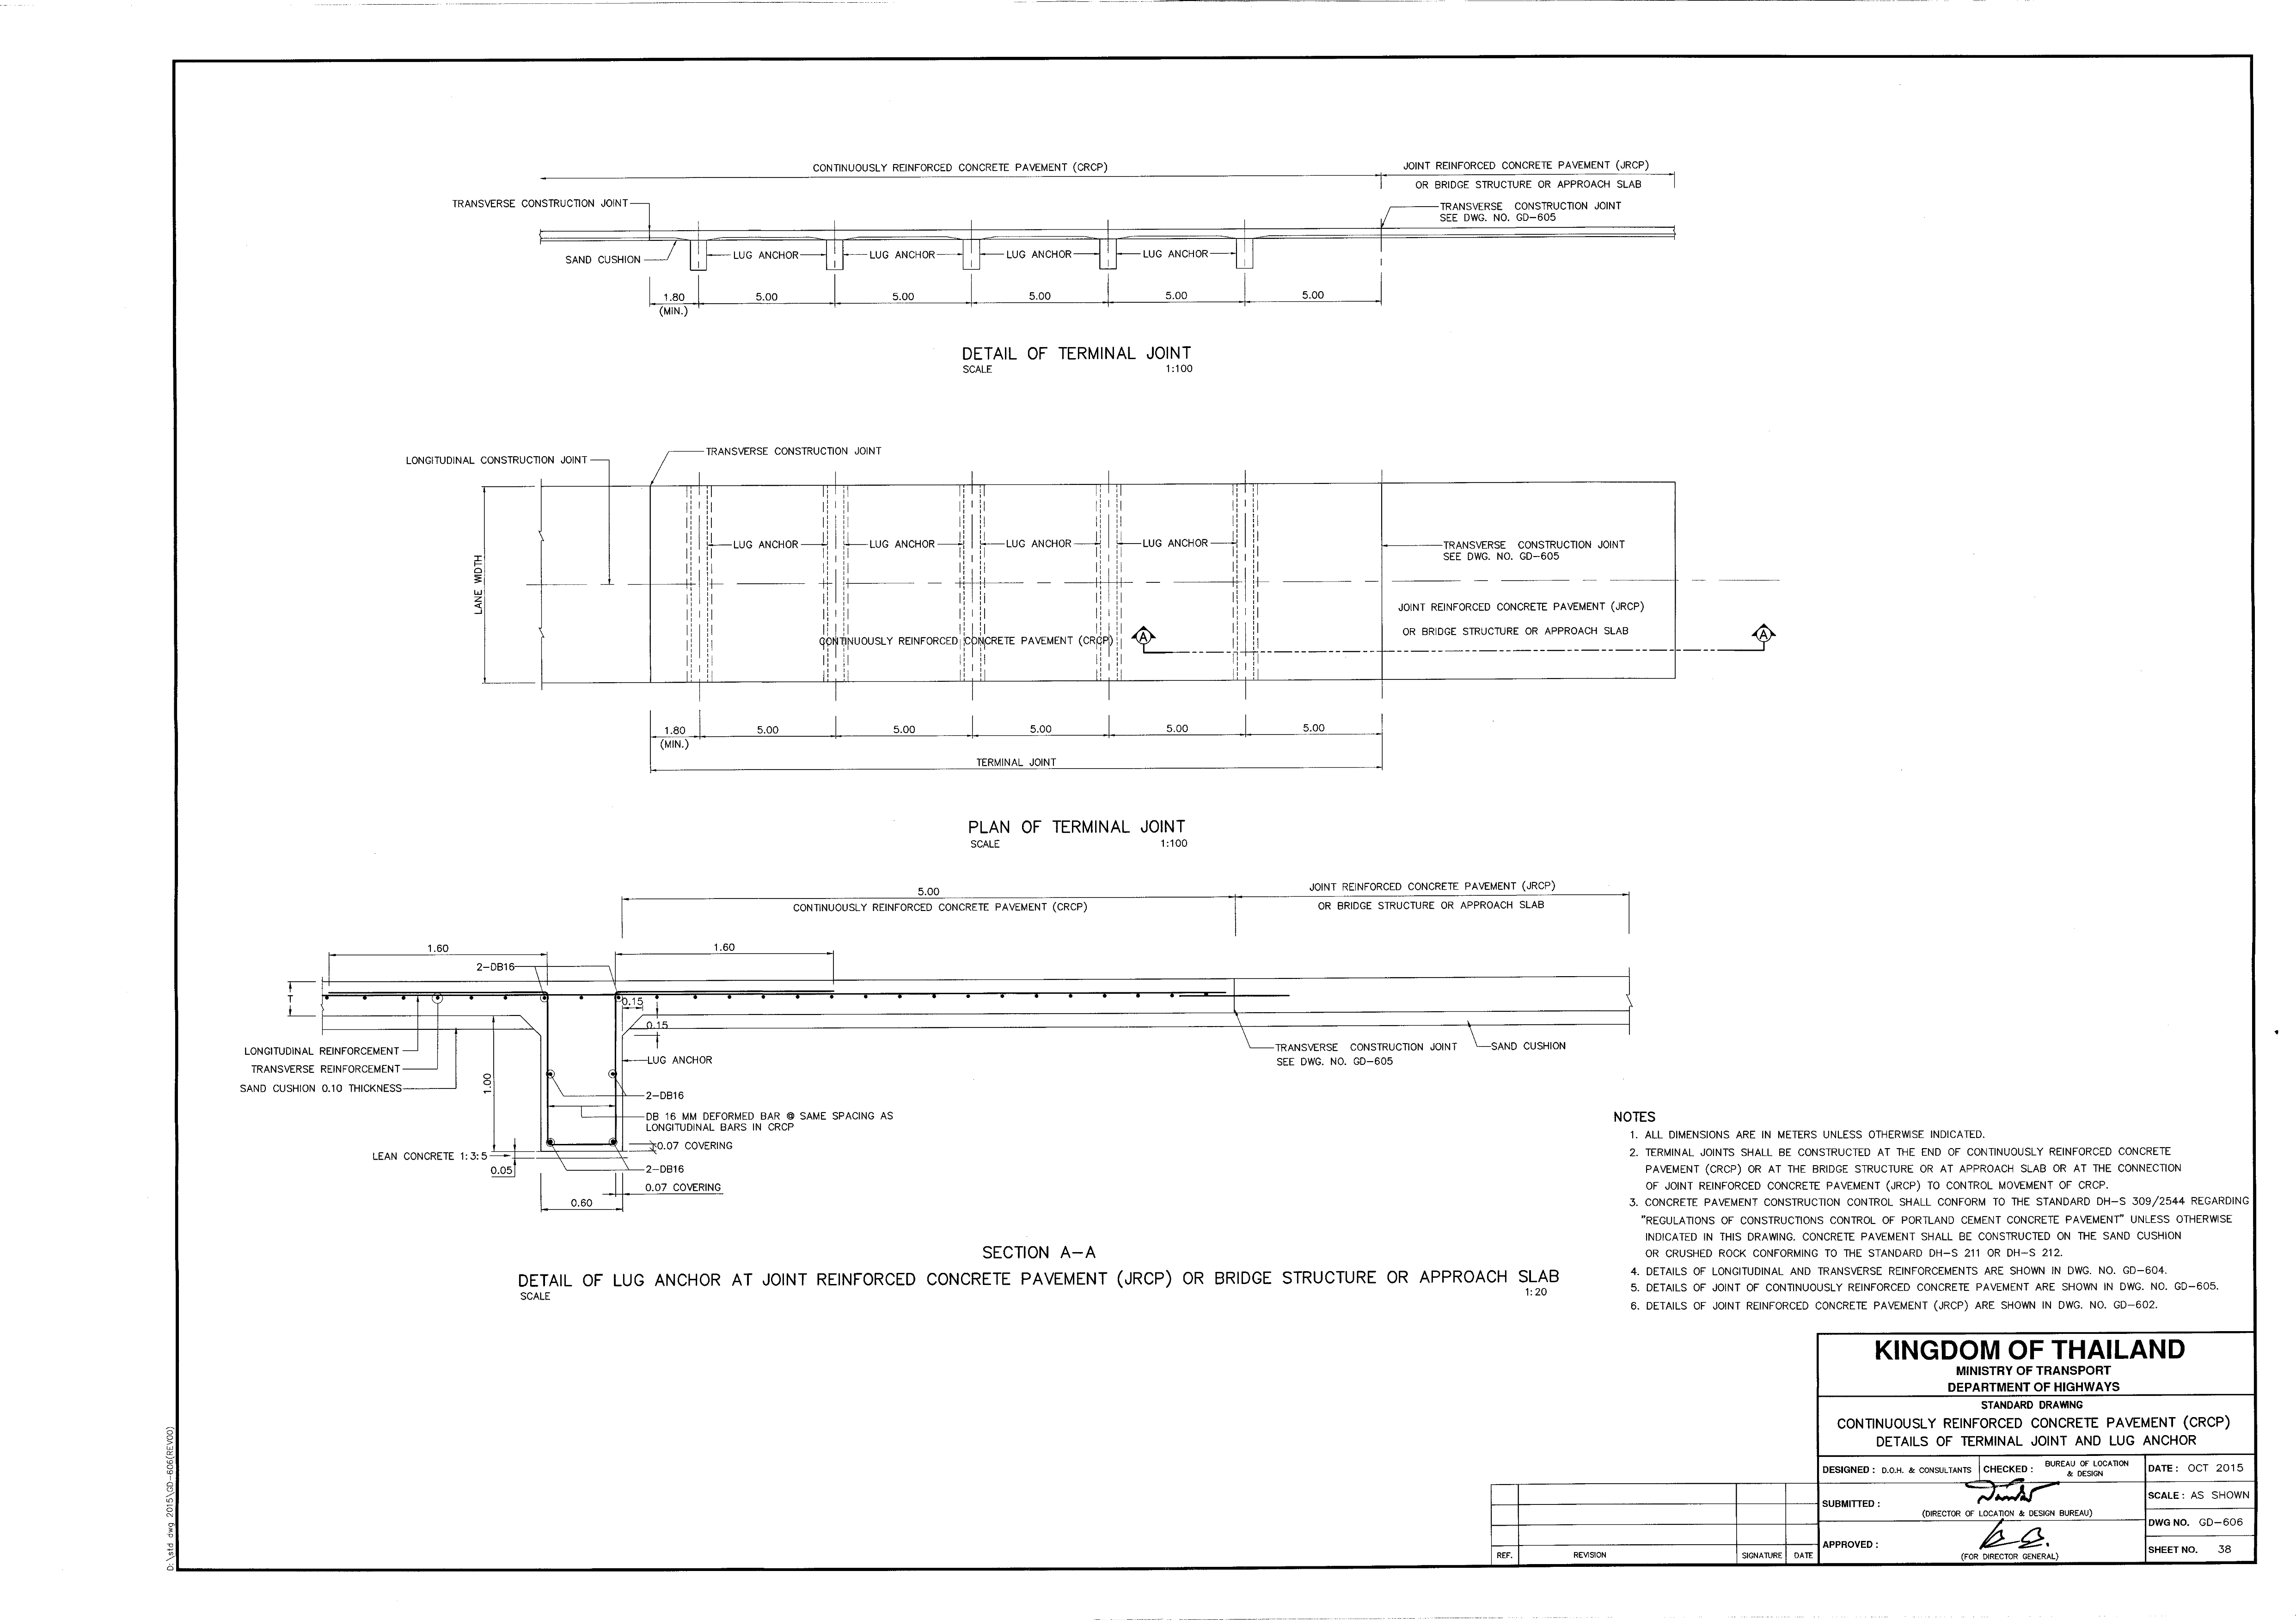 CONTINUOUSLY REINFORCED CONCRETE PAVEMENT (CRCP)
JOINT REINFORCED CONCRETE PAVEMENT (JRCP)
OR BRIDGE STRUCTURE OR APPROACH SLAB
TRANSVERSE CONSTRUCTION JOINT
TRANSVERSE CONSTRUCTION JOINT
SEE DWG. NO. GD-605
SAND CUSHION
LUG ANCHOR
LUG ANCHOR
LUG ANCHOR
LUG ANCHOR
1.80
(MIN.)
5.00
5.00
5.00
5.00
5.00
DETAIL OF TERMINAL JOINT
SCALE 1:100
LONGITUDINAL CONSTRUCTION JOINT
TRANSVERSE CONSTRUCTION JOINT
LANE WIDTH
LUG ANCHOR
LUG ANCHOR
LUG ANCHOR
LUG ANCHOR
TRANSVERSE CONSTRUCTION JOINT
SEE DWG. NO. GD-605
CONTINUOUSLY REINFORCED CONCRETE PAVEMENT (CRCP)
A
JOINT REINFORCED CONCRETE PAVEMENT (JRCP)
OR BRIDGE STRUCTURE OR APPROACH SLAB
A
1.80
(MIN.)
5.00
5.00
5.00
5.00
5.00
TERMINAL JOINT
PLAN OF TERMINAL JOINT
SCALE 1:100
5.00
CONTINUOUSLY REINFORCED CONCRETE PAVEMENT (CRCP)
JOINT REINFORCED CONCRETE PAVEMENT (JRCP)
OR BRIDGE STRUCTURE OR APPROACH SLAB
1.60
1.60
2-DB16
T
0.15
0.15
LONGITUDINAL REINFORCEMENT
TRANSVERSE REINFORCEMENT
SAND CUSHION 0.10 THICKNESS
1.00
LUG ANCHOR
TRANSVERSE CONSTRUCTION JOINT
SEE DWG. NO. GD-605
SAND CUSHION
2-DB16
DB 16 MM DEFORMED BAR @ SAME SPACING AS
LONGITUDINAL BARS IN CRCP
0.07 COVERING
LEAN CONCRETE 1:3:5
0.05
2-DB16
0.07 COVERING
0.60
SECTION A-A
DETAIL OF LUG ANCHOR AT JOINT REINFORCED CONCRETE PAVEMENT (JRCP) OR BRIDGE STRUCTURE OR APPROACH SLAB
SCALE 1:20
NOTES
1. ALL DIMENSIONS ARE IN METERS UNLESS OTHERWISE INDICATED.
2. TERMINAL JOINTS SHALL BE CONSTRUCTED AT THE END OF CONTINUOUSLY REINFORCED CONCRETE
PAVEMENT (CRCP) OR AT THE BRIDGE STRUCTURE OR AT APPROACH SLAB OR AT THE CONNECTION
OF JOINT REINFORCED CONCRETE PAVEMENT (JRCP) TO CONTROL MOVEMENT OF CRCP.
3. CONCRETE PAVEMENT CONSTRUCTION CONTROL SHALL CONFORM TO THE STANDARD DH-S 309/2544 REGARDING
"REGULATIONS OF CONSTRUCTIONS CONTROL OF PORTLAND CEMENT CONCRETE PAVEMENT" UNLESS OTHERWISE
INDICATED IN THIS DRAWING. CONCRETE PAVEMENT SHALL BE CONSTRUCTED ON THE SAND CUSHION
OR CRUSHED ROCK CONFORMING TO THE STANDARD DH-S 211 OR DH-S 212.
4. DETAILS OF LONGITUDINAL AND TRANSVERSE REINFORCEMENTS ARE SHOWN IN DWG. NO. GD-604.
5. DETAILS OF JOINT OF CONTINUOUSLY REINFORCED CONCRETE PAVEMENT ARE SHOWN IN DWG. NO. GD-605.
6. DETAILS OF JOINT REINFORCED CONCRETE PAVEMENT (JRCP) ARE SHOWN IN DWG. NO. GD-602.
KINGDOM OF THAILAND
MINISTRY OF TRANSPORT
DEPARTMENT OF HIGHWAYS
STANDARD DRAWING
CONTINUOUSLY REINFORCED CONCRETE PAVEMENT (CRCP)
DETAILS OF TERMINAL JOINT AND LUG ANCHOR
DESIGNED : D.O.H. & CONSULTANTS
CHECKED : BUREAU OF LOCATION
& DESIGN
DATE : OCT 2015
SUBMITTED :
(DIRECTOR OF LOCATION & DESIGN BUREAU)
SCALE : AS SHOWN
DWG NO. GD-606
APPROVED :
(FOR DIRECTOR GENERAL)
SHEET NO. 38
REF. REVISION SIGNATURE DATE
D:\std dwg 2015\GD-606(REV00)